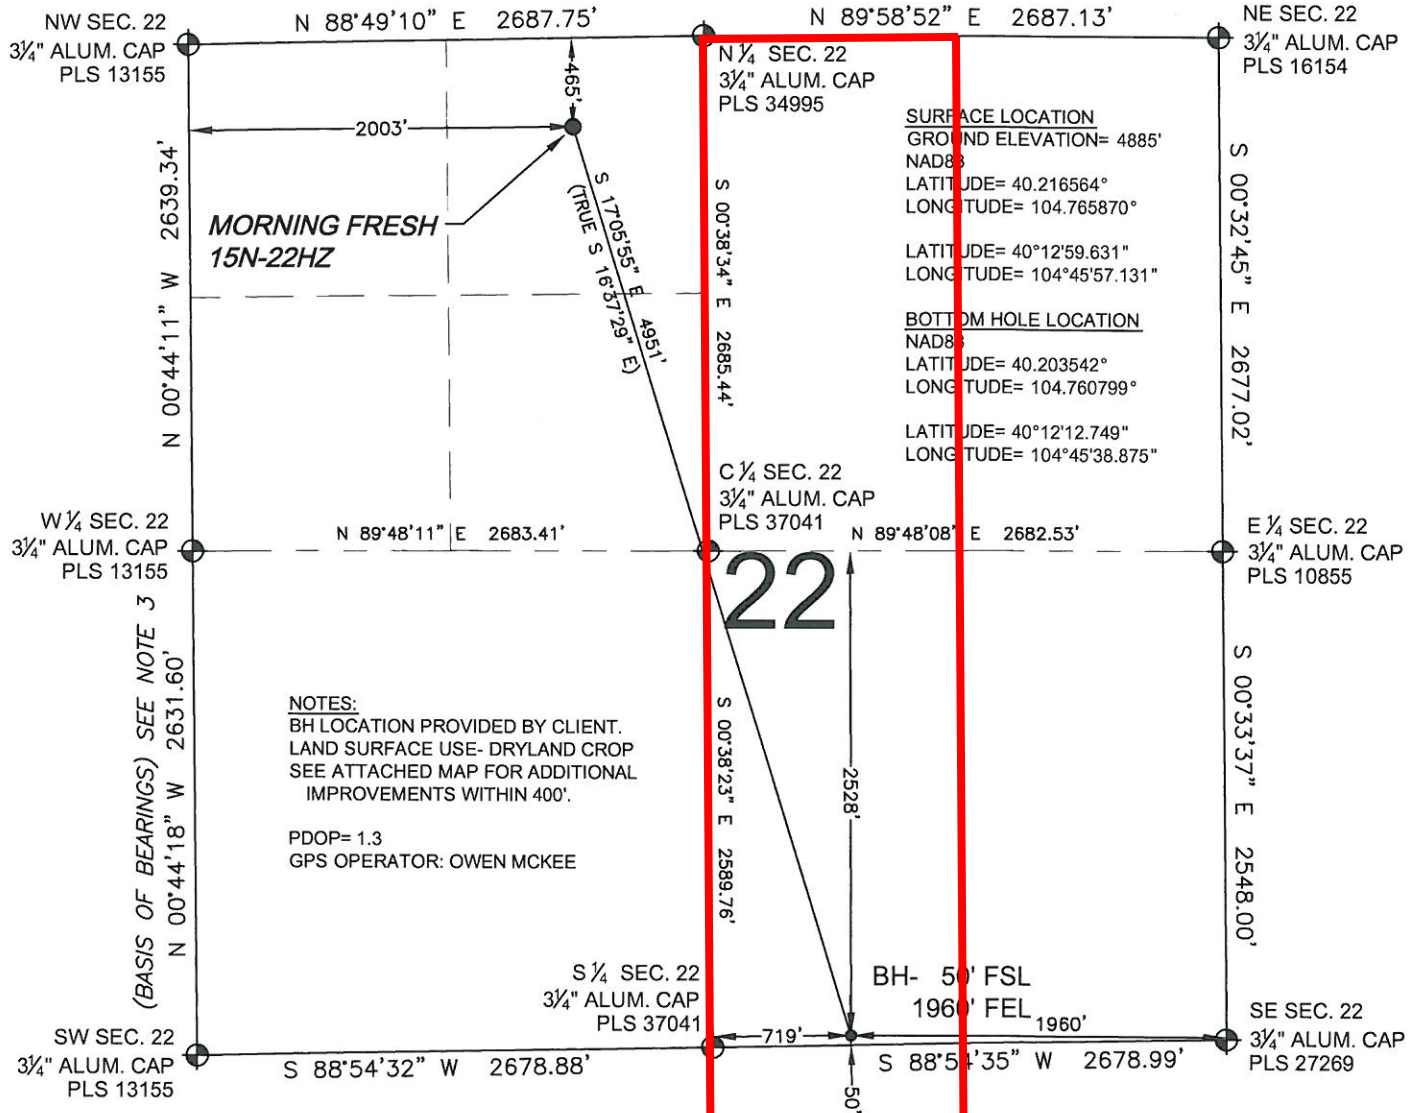 NW SEC. 22
3¼" ALUM. CAP
PLS 13155
N 88°49'10" E 2687.75'
N 89°58'52" E 2687.13'
NE SEC. 22
3¼" ALUM. CAP
PLS 16154
N ¼ SEC. 22
3¼" ALUM. CAP
PLS 34995
465'
2003'
MORNING FRESH
15N-22HZ
N 00°44'11" W 2639.34'
S 17°05'55" E 4951'
(TRUE S 16°37'29" E)
S 00°38'34" E 2685.44'
SURFACE LOCATION
GROUND ELEVATION= 4885'
NAD83
LATITUDE= 40.216564°
LONGITUDE= 104.765870°
LATITUDE= 40°12'59.631"
LONGITUDE= 104°45'57.131"
BOTTOM HOLE LOCATION
NAD83
LATITUDE= 40.203542°
LONGITUDE= 104.760799°
LATITUDE= 40°12'12.749"
LONGITUDE= 104°45'38.875"
S 00°32'45" E 2677.02'
C ¼ SEC. 22
3¼" ALUM. CAP
PLS 37041
W ¼ SEC. 22
3¼" ALUM. CAP
PLS 13155
N 89°48'11" E 2683.41'
N 89°48'08" E 2682.53'
E ¼ SEC. 22
3¼" ALUM. CAP
PLS 10855
22
(BASIS OF BEARINGS) SEE NOTE 3
N 00°44'18" W 2631.60'
NOTES:
BH LOCATION PROVIDED BY CLIENT.
LAND SURFACE USE- DRYLAND CROP
SEE ATTACHED MAP FOR ADDITIONAL
IMPROVEMENTS WITHIN 400'.
PDOP= 1.3
GPS OPERATOR: OWEN MCKEE
S 00°38'23" E 2589.76'
2528'
S 00°33'37" E 2548.00'
S ¼ SEC. 22
3¼" ALUM. CAP
PLS 37041
BH- 50' FSL
1960' FEL
719'
1960'
50'
SW SEC. 22
3¼" ALUM. CAP
PLS 13155
S 88°54'32" W 2678.88'
S 88°54'35" W 2678.99'
SE SEC. 22
3¼" ALUM. CAP
PLS 27269